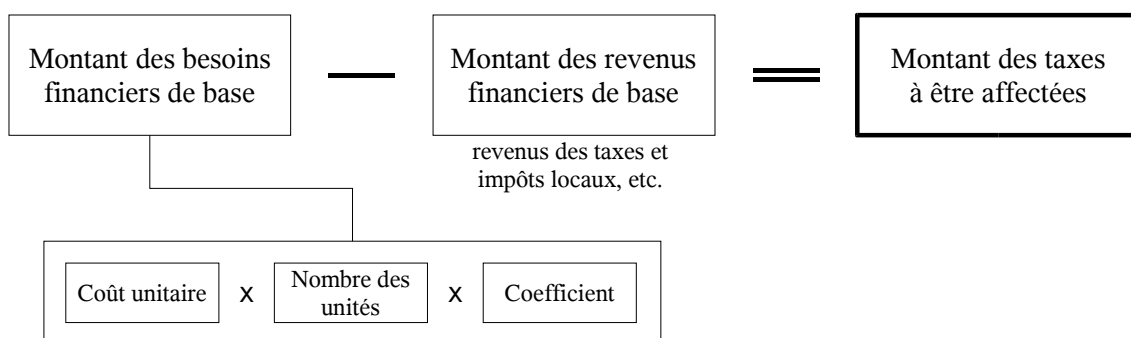 Montant des besoins
financiers de base
Montant des revenus
financiers de base
Montant des taxes
à être affectées
revenus des taxes et
impôts locaux, etc.
Coût unitaire
x
Nombre des
unités
x
Coefficient